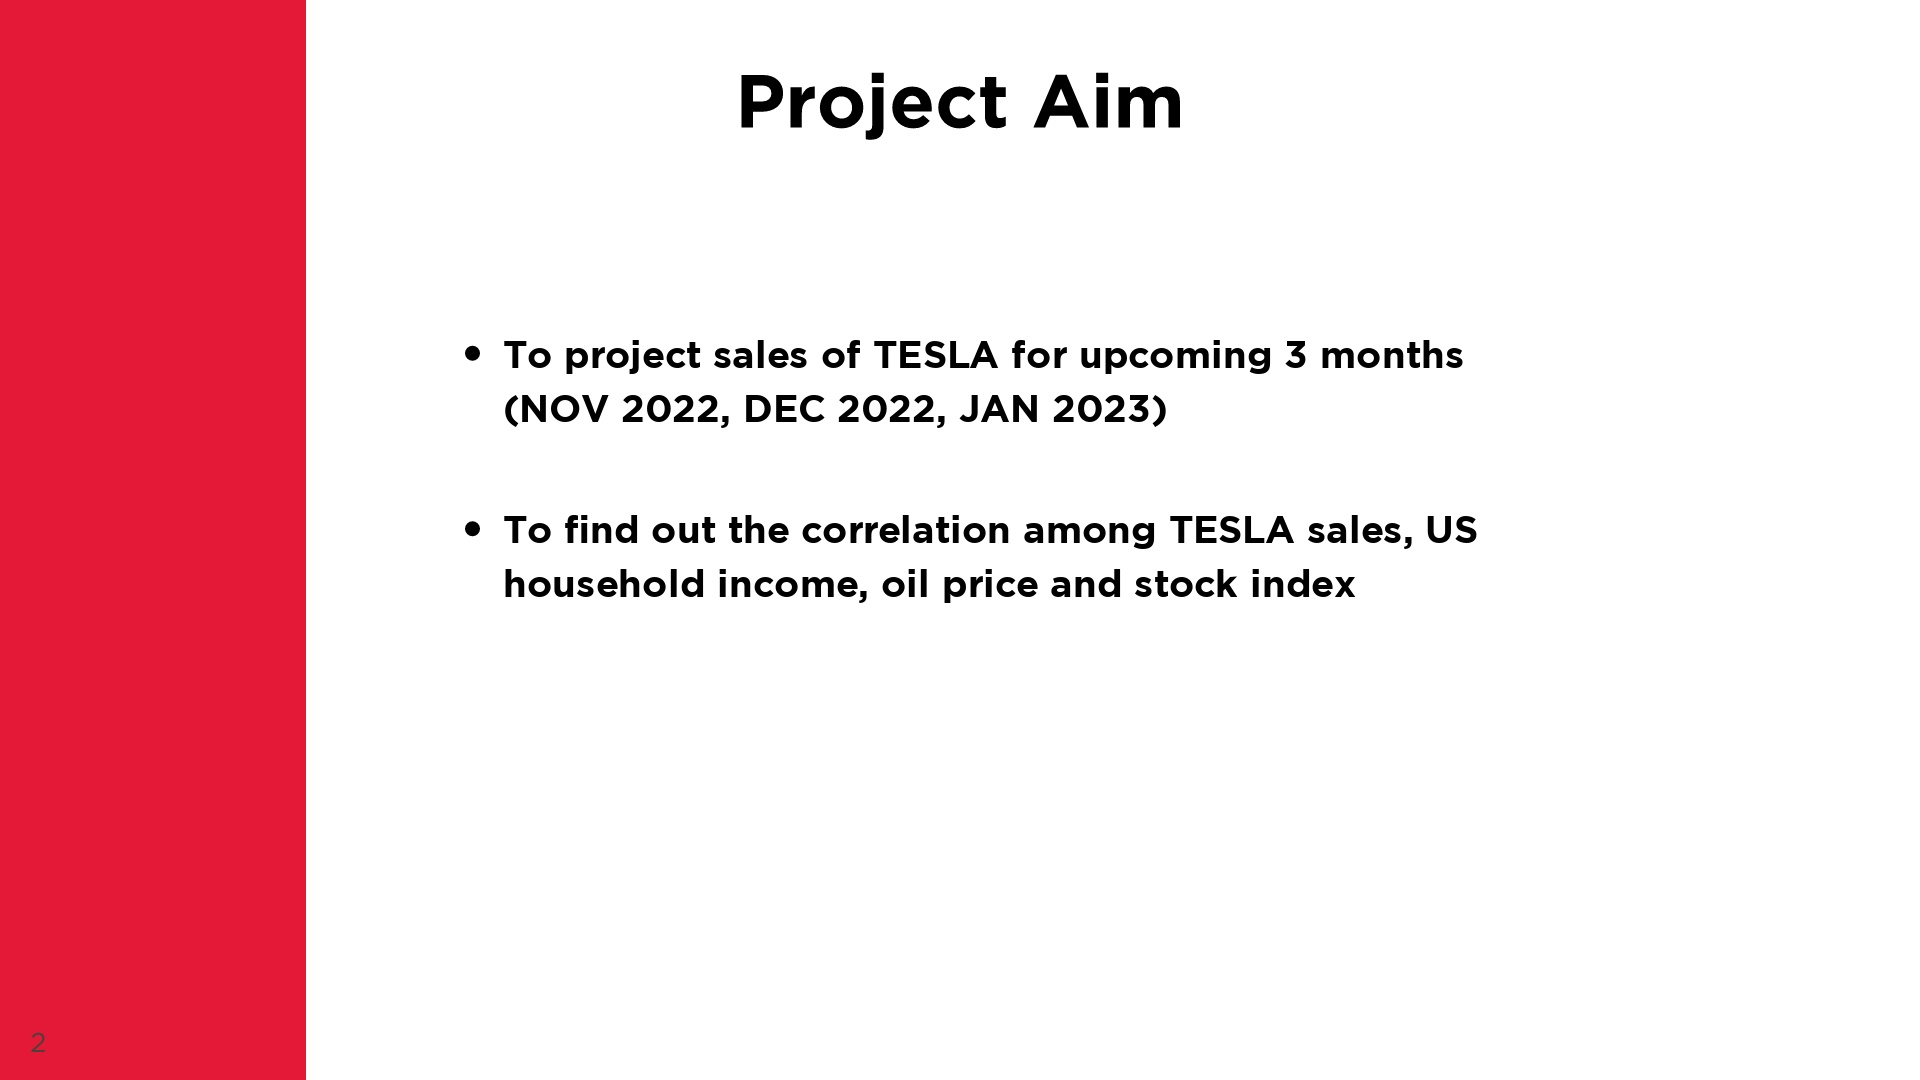 Project Aim
• To project sales of TESLA for upcoming 3 months
(NOV 2022, DEC 2022, JAN 2023)
• To find out the correlation among TESLA sales, US
household income, oil price and stock index
2